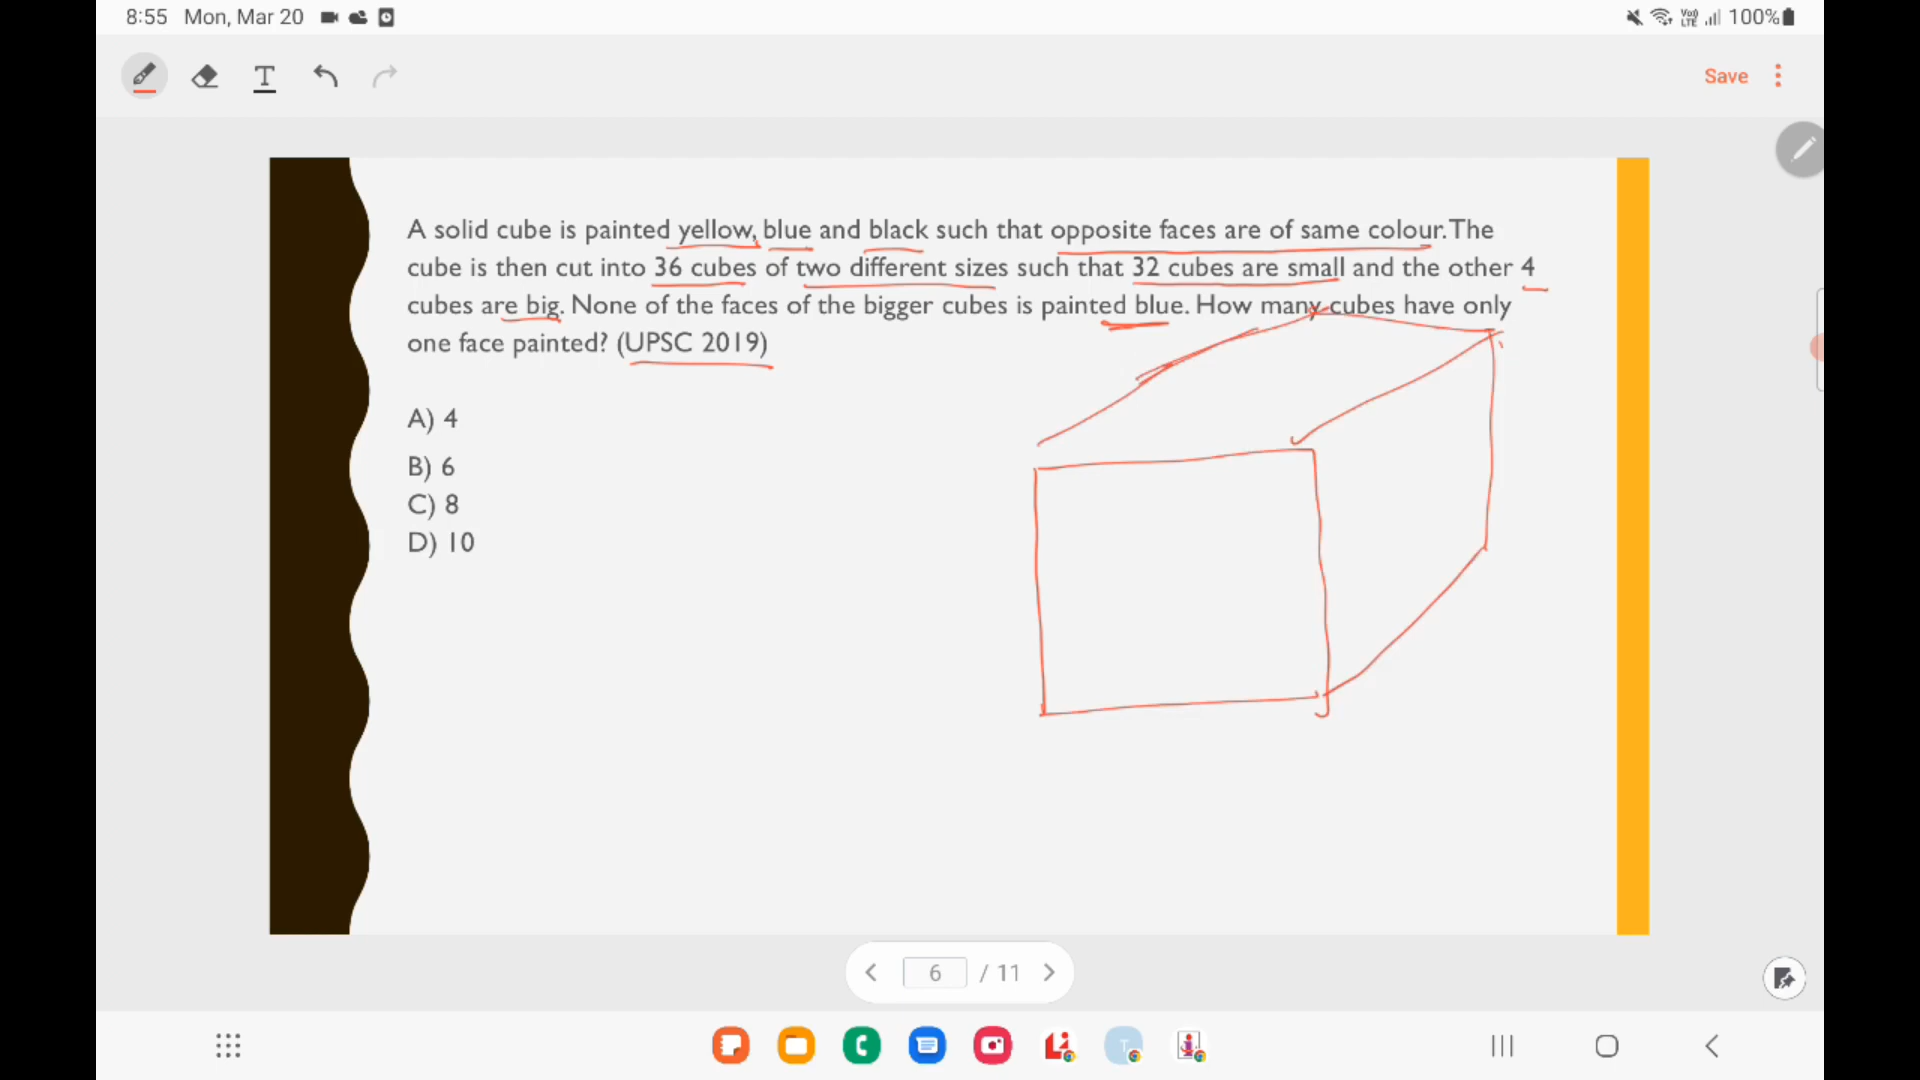 8:55 Mon, Mar 20
Vo) LTE 100%
T
Save
A solid cube is painted yellow, blue and black such that opposite faces are of same colour. The
cube is then cut into 36 cubes of two different sizes such that 32 cubes are small and the other 4
cubes are big. None of the faces of the bigger cubes is painted blue. How many cubes have only
one face painted? (UPSC 2019)
A) 4
B) 6
C) 8
D) 10
6 / 11
T